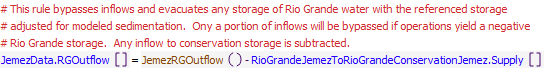 # This rule bypasses inflows and evacuates any storage of Rio Grande water with the referenced storage
# adjusted for modeled sedimentation.  Ony a portion of inflows will be bypassed if operations yield a negative
# Rio Grande storage.  Any inflow to conservation storage is subtracted.
JemezData.RGOutflow [] = JemezRGOutflow () - RioGrandeJemezToRioGrandeConservationJemez.Supply []